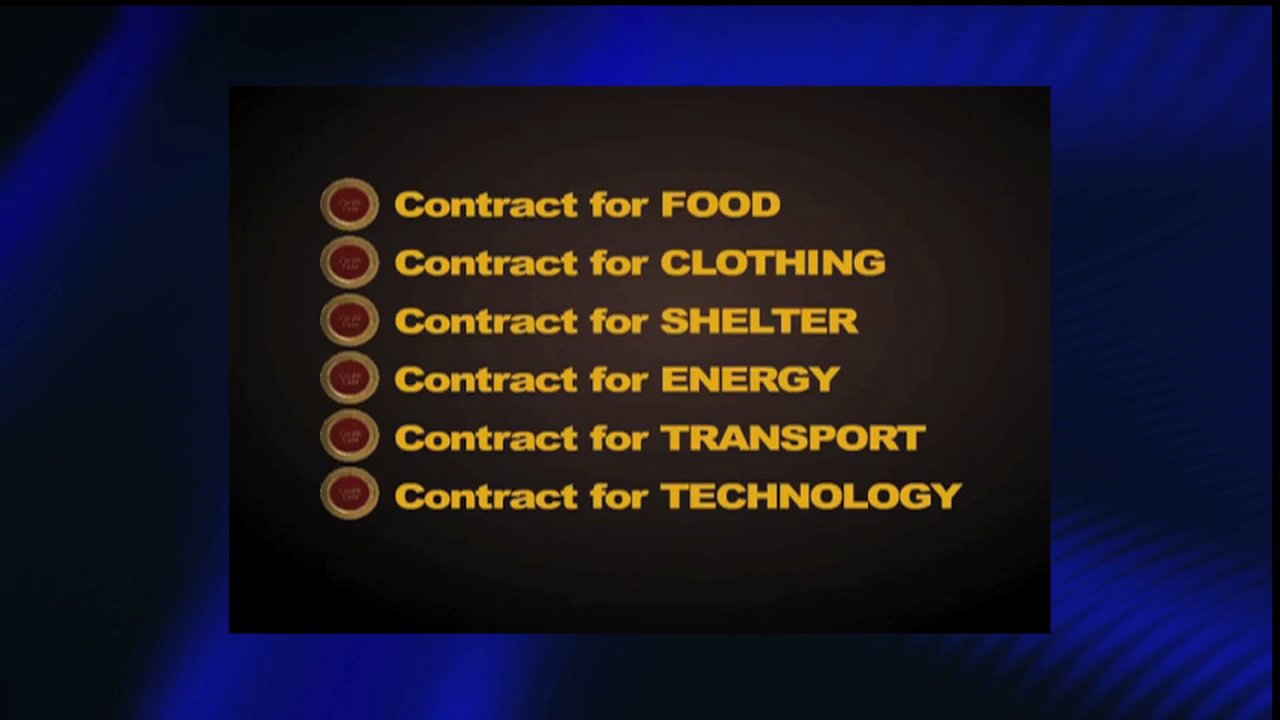 Contract for FOOD
Contract for CLOTHING
Contract for SHELTER
Contract for ENERGY
Contract for TRANSPORT
Contract for TECHNOLOGY